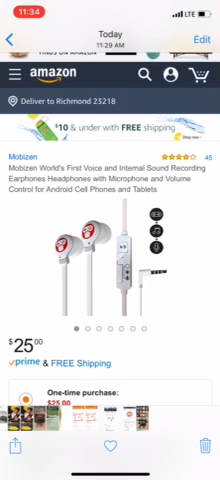 11:34
LTE
Today
11:29 AM
Edit
amazon
Deliver to Richmond 23218
$10 & under with FREE shipping
Shop now ›
Mobizen
45
Mobizen World's First Voice and Internal Sound Recording
Earphones Headphones with Microphone and Volume
Control for Android Cell Phones and Tablets
$25.00
prime & FREE Shipping
One-time purchase:
$25.00